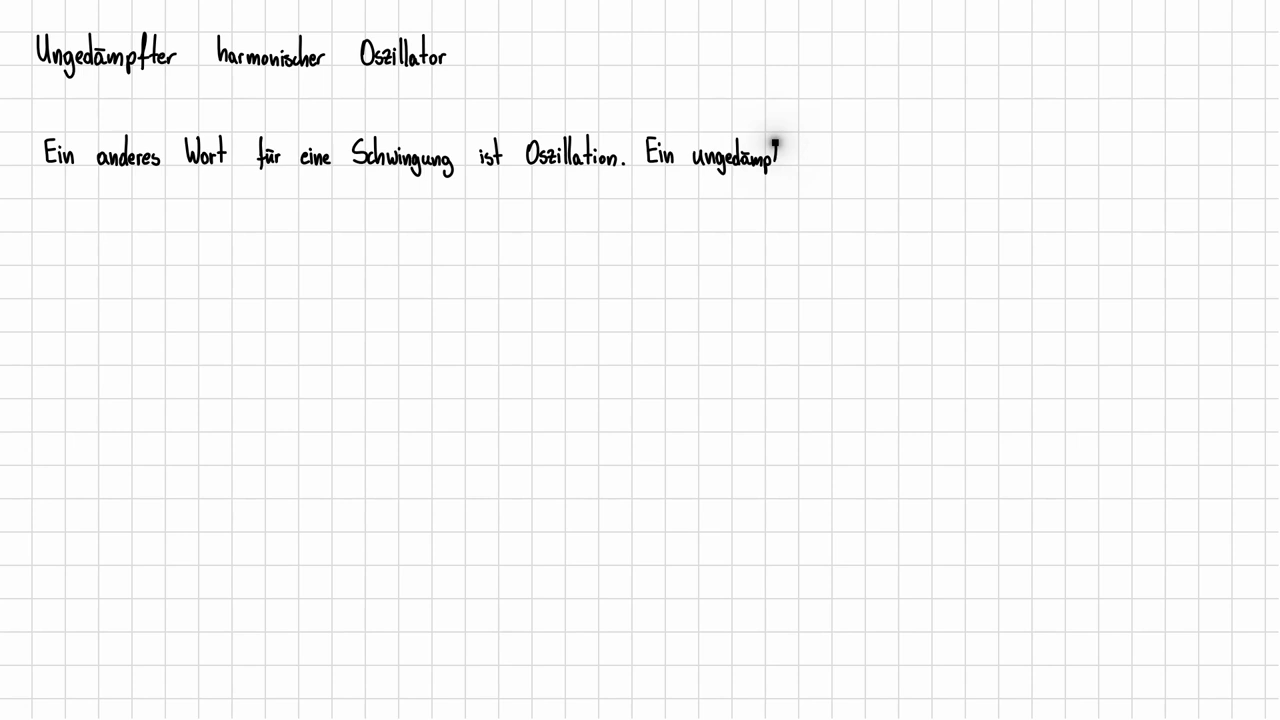 Ungedämpfter harmonischer Oszillator
Ein anderes Wort für eine Schwingung ist Oszillation. Ein ungedämp